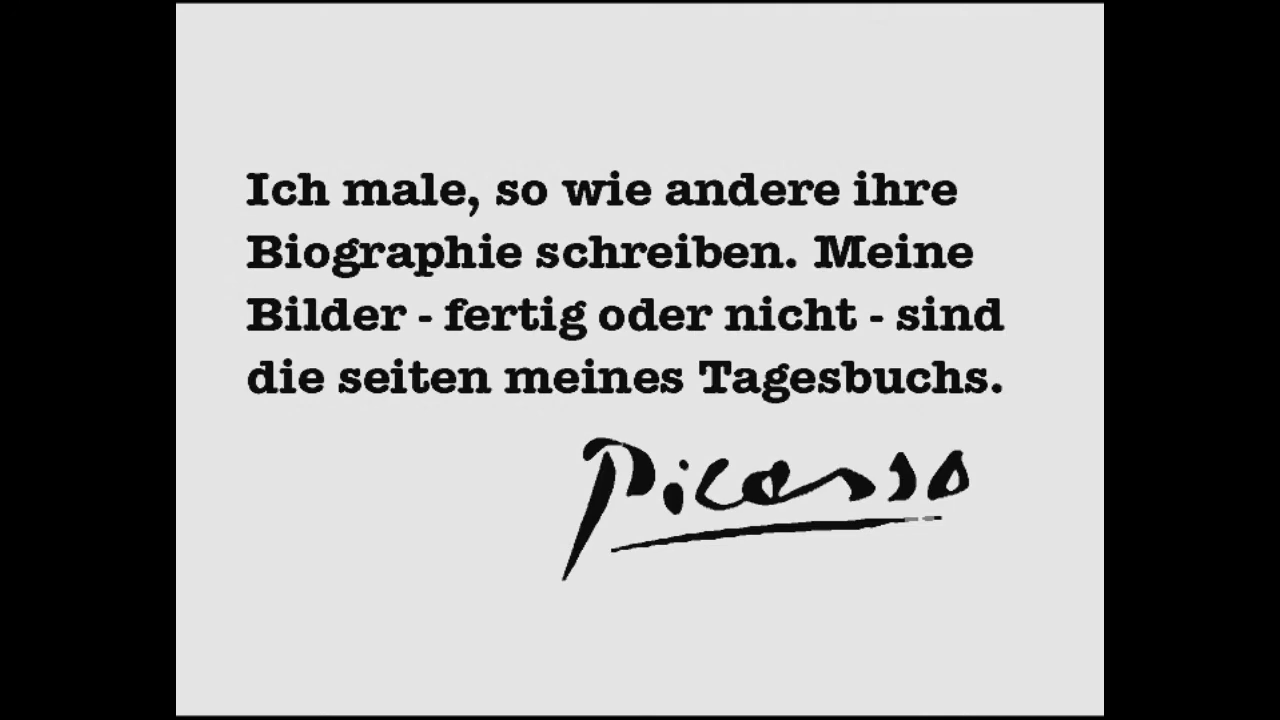 Ich male, so wie andere ihre
Biographie schreiben. Meine
Bilder - fertig oder nicht - sind
die seiten meines Tagesbuchs.
Picasso